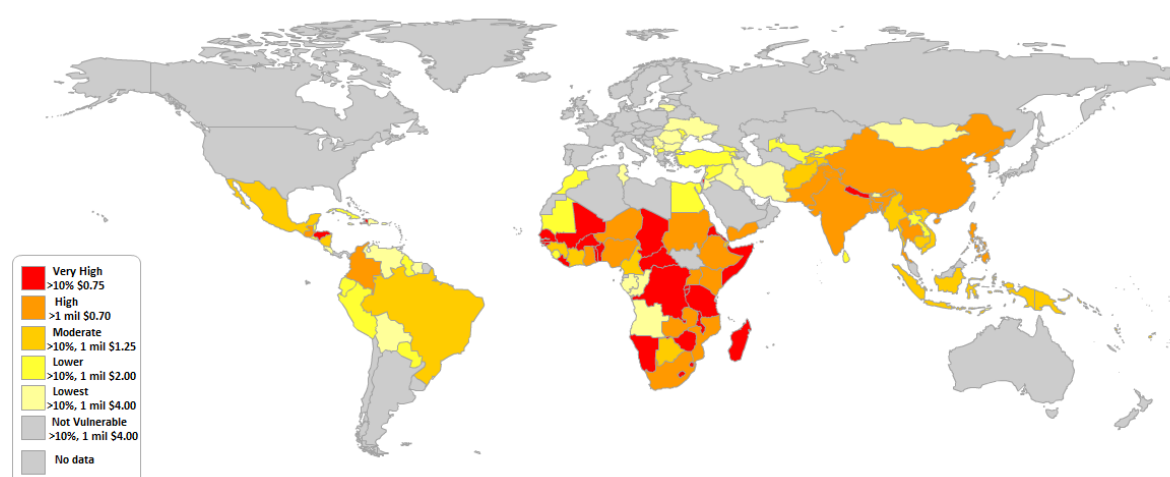 Very High
>10% $0.75
High
>1 mil $0.70
Moderate
>10%, 1 mil $1.25
Lower
>10%, 1 mil $2.00
Lowest
>10%, 1 mil $4.00
Not Vulnerable
>10%, 1 mil $4.00
No data